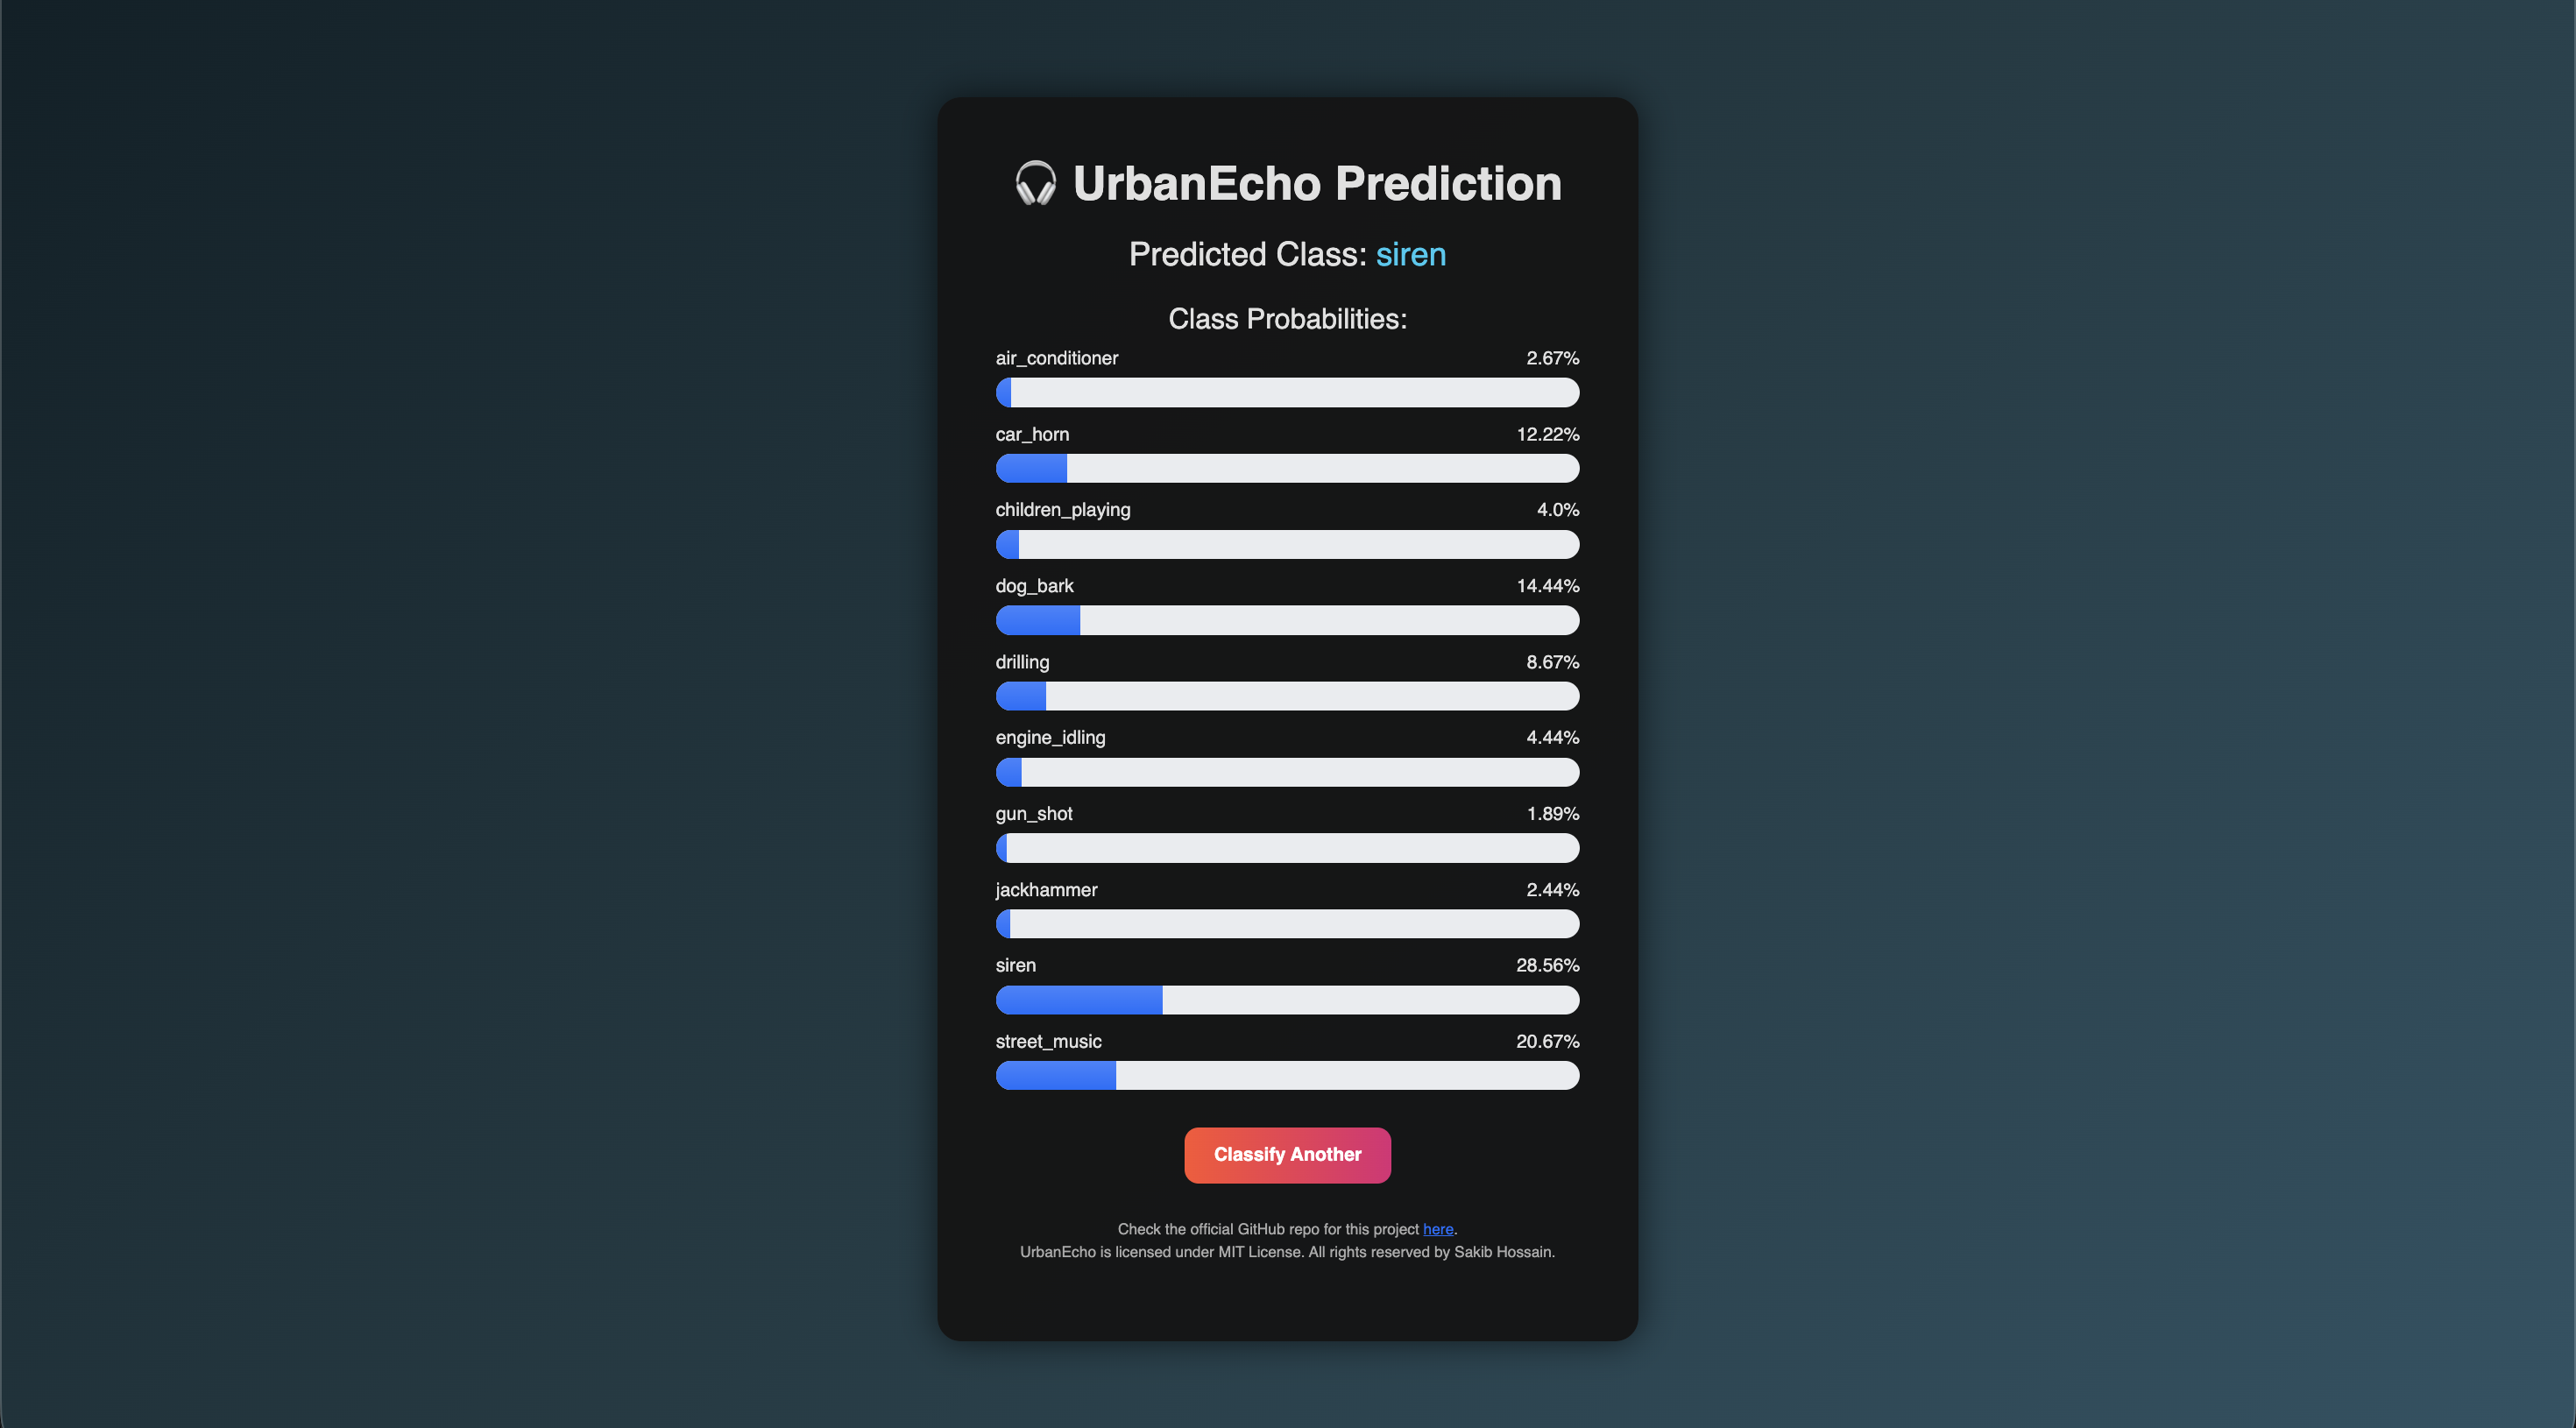 🎧 UrbanEcho Prediction
Predicted Class: siren
Class Probabilities:
air_conditioner 2.67%
car_horn 12.22%
children_playing 4.0%
dog_bark 14.44%
drilling 8.67%
engine_idling 4.44%
gun_shot 1.89%
jackhammer 2.44%
siren 28.56%
street_music 20.67%
Classify Another
Check the official GitHub repo for this project here.
UrbanEcho is licensed under MIT License. All rights reserved by Sakib Hossain.